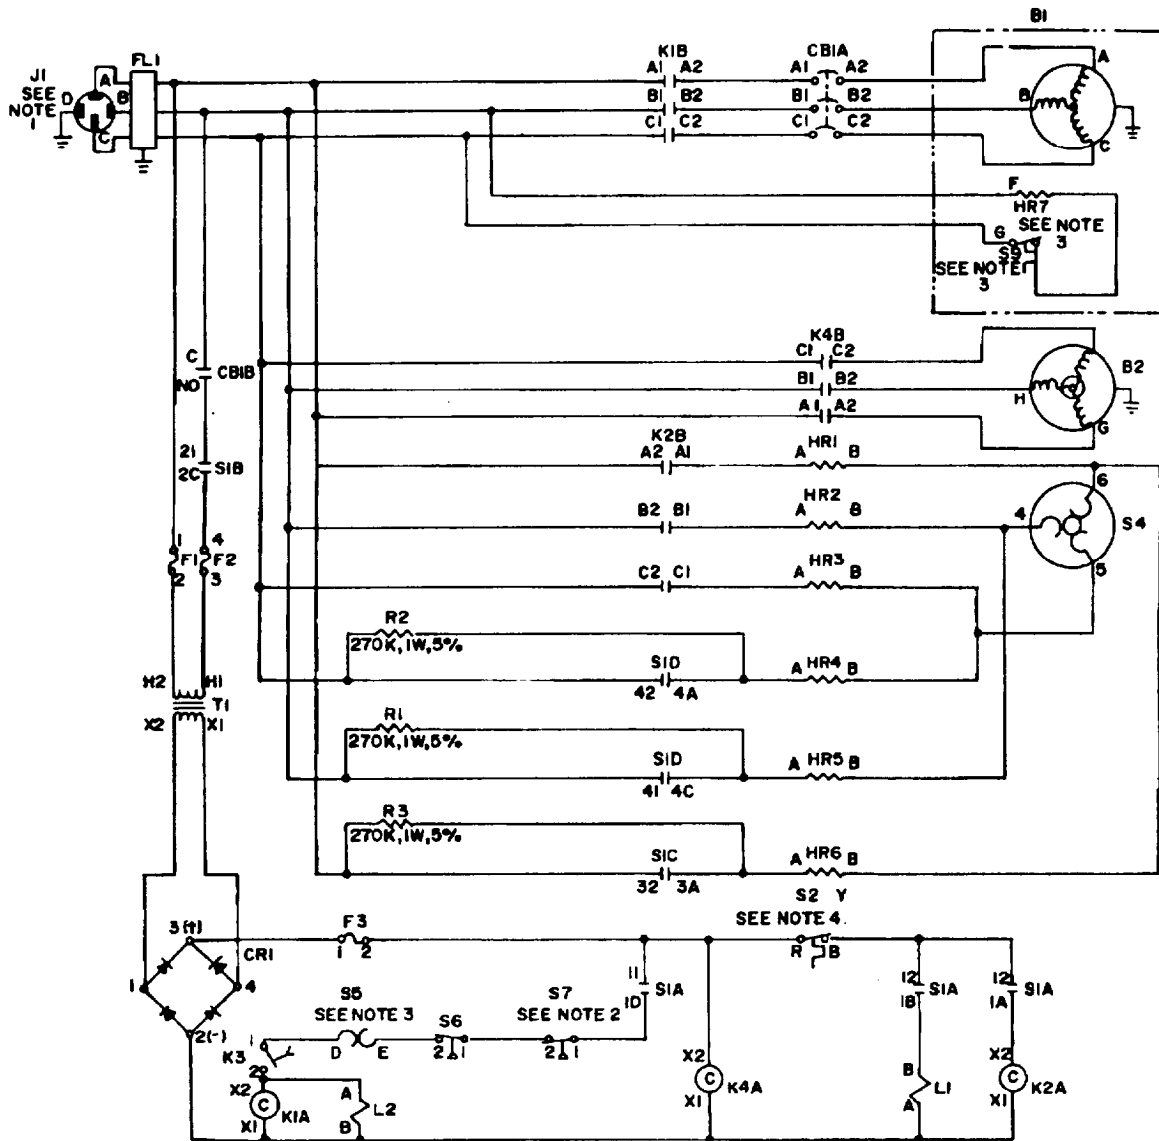 B1
FL1
K1B
CB1A
J1
SEE
NOTE
1
A
B
C
D
A1 A2
B1 B2
C1 C2
A1 A2
B1 B2
C1 C2
A
B
C
F
HR7
SEE NOTE
3
G
S9
SEE NOTE
3
K4B
C1 C2
B1 B2
A1 A2
B2
H
G
C
NO
CB1B
21
2C
S1B
K2B
A2 A1
A HR1 B
B2 B1
A HR2 B
C2 C1
A HR3 B
6
4
5
S4
1
F1
2
4
F2
3
R2
270K,1W,5%
S1D
42 4A
A HR4 B
H2 H1
T1
X2 X1
R1
270K,1W,5%
S1D
41 4C
A HR5 B
R3
270K,1W,5%
S1C
32 3A
A HR6 B
S2 Y
SEE NOTE 4.
R B
3(+)
CR1
1
4
2(-)
F3
1 2
11
1D
S1A
12
1B
S1A
12
1A
S1A
S5
SEE NOTE 3
D E
S6
2 1
S7
SEE NOTE 2
2 1
1
K3
2
X2
C
X1
K1A
A
L2
B
X2
C
X1
K4A
B
L1
A
X2
C
X1
K2A